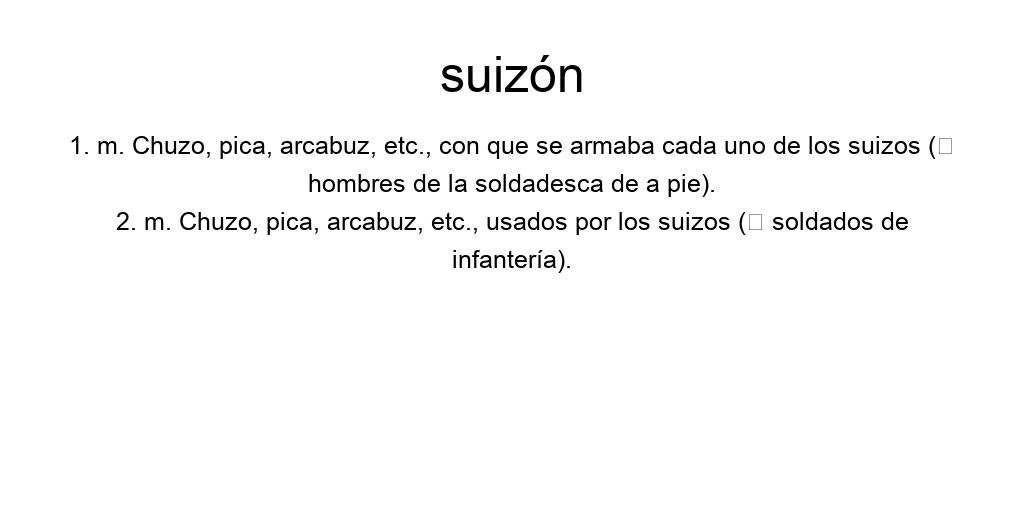 suizón
1. m. Chuzo, pica, arcabuz, etc., con que se armaba cada uno de los suizos (□
hombres de la soldadesca de a pie).
2. m. Chuzo, pica, arcabuz, etc., usados por los suizos (□ soldados de
infantería).